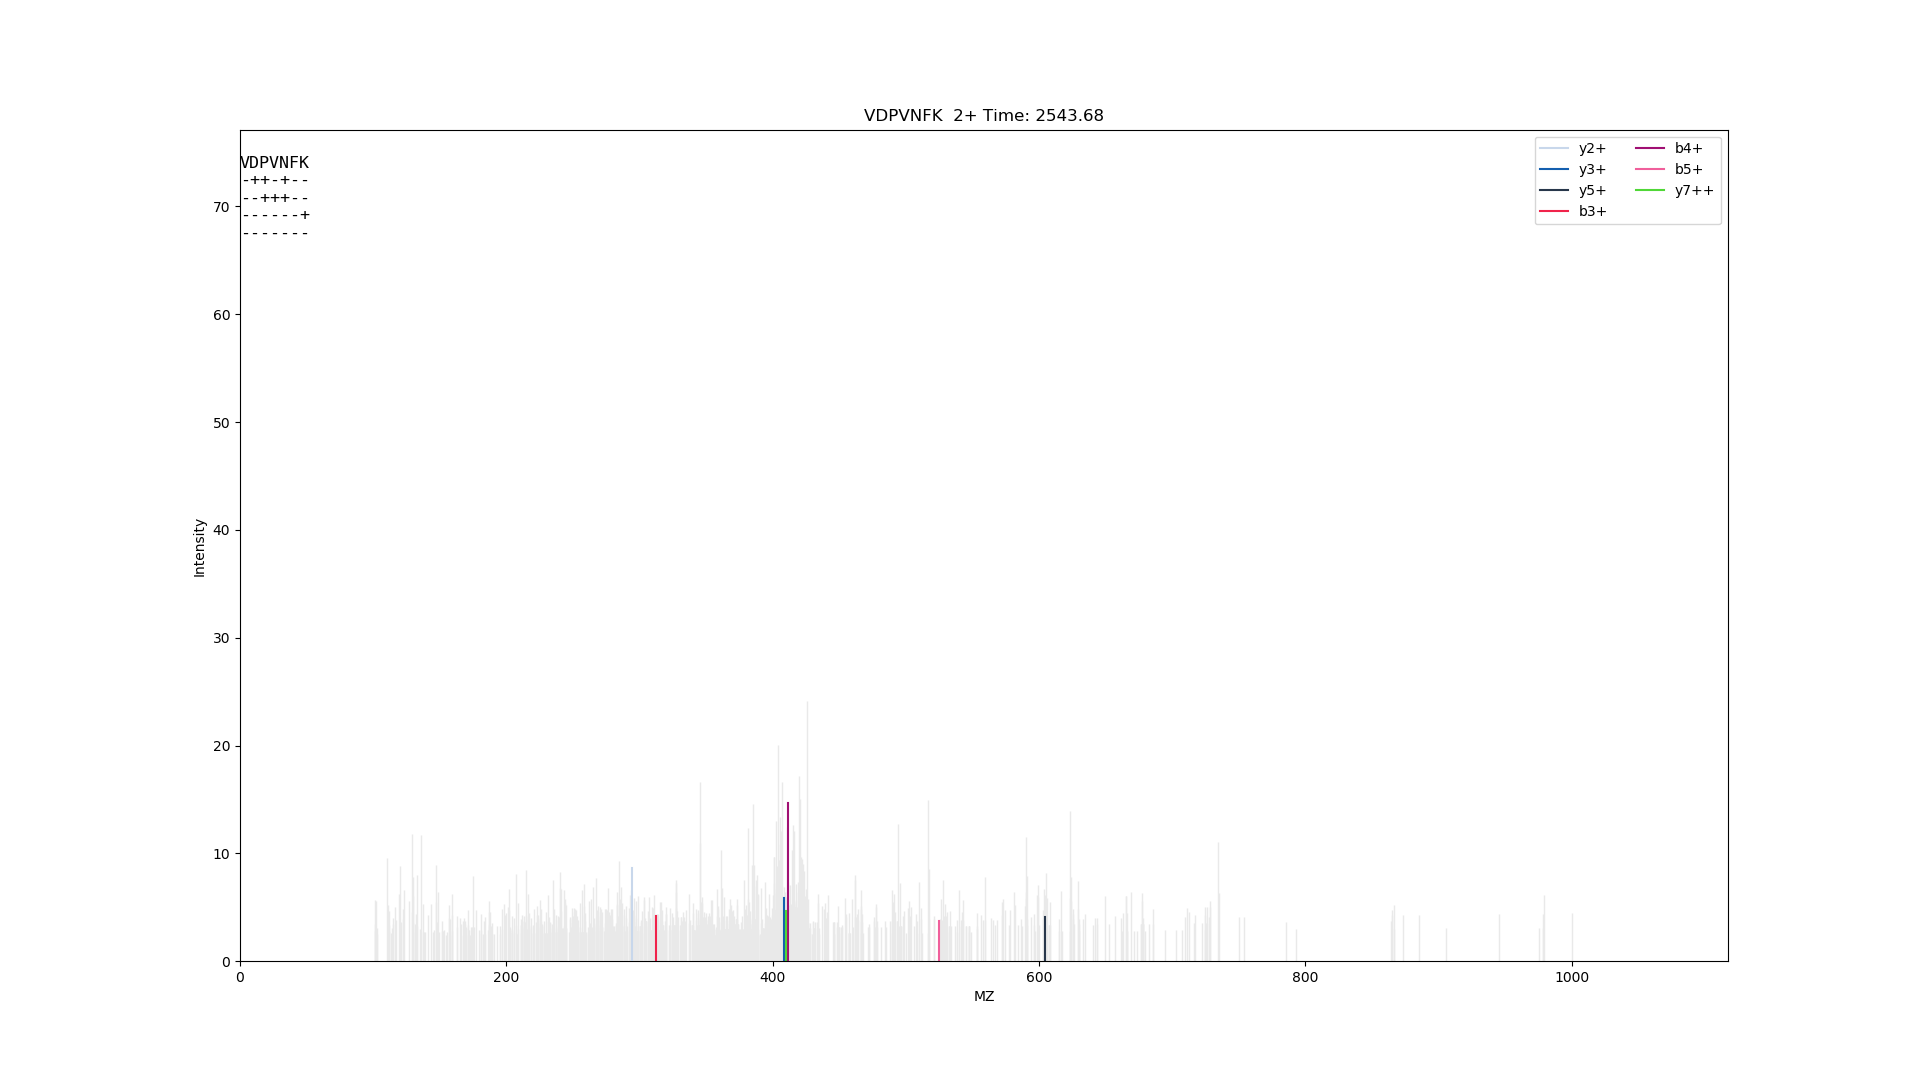 VDPVNFK  2+ Time: 2543.68
VDPVNFK
-++-+--
--+++--
------+
-------
y2+
y3+
y5+
b3+
b4+
b5+
y7++
70
60
50
40
30
20
10
0
Intensity
0 200 400 600 800 1000
MZ